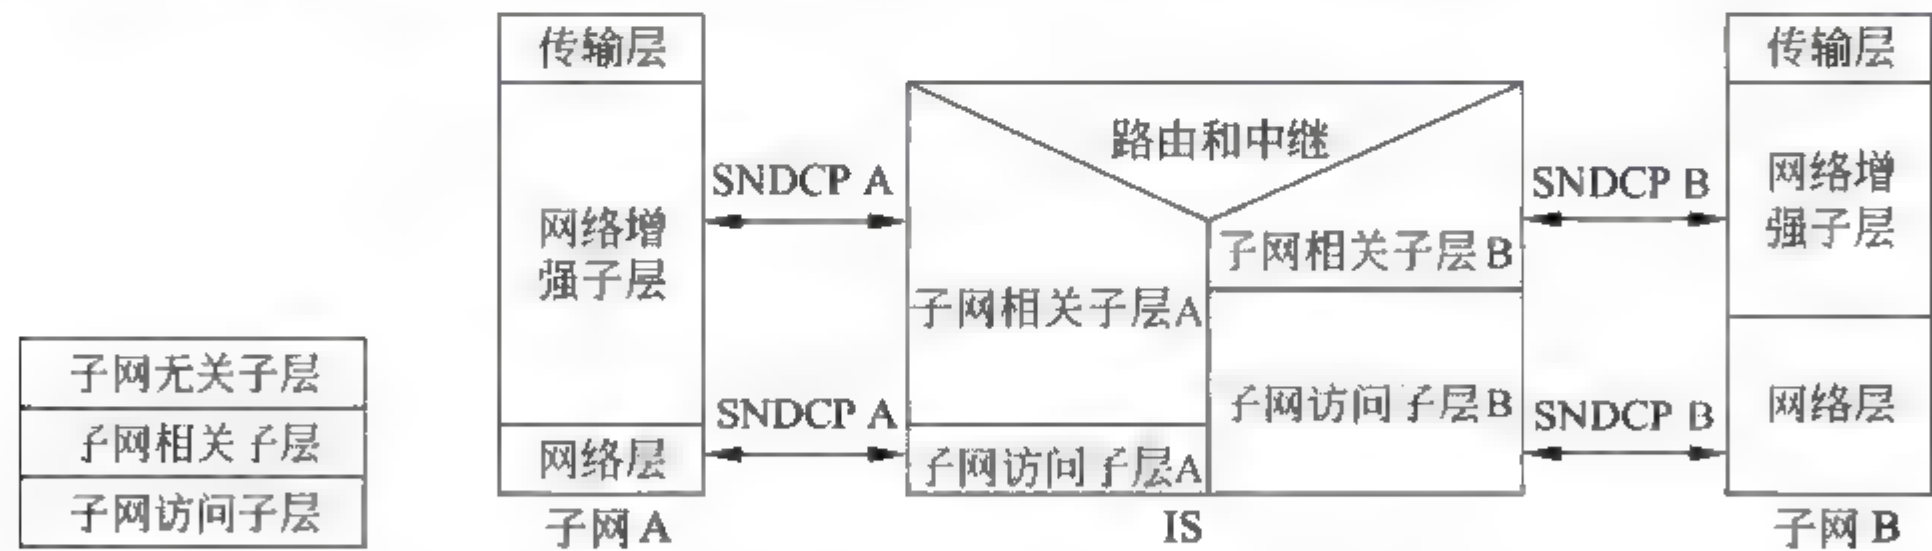 子网无关子层
子网相关子层
子网访问子层
传输层
网络增
强子层
网络层
子网A
SNDCP A
SNDCP A
路由和中继
子网相关子层A
子网访问子层A
子网相关子层B
子网访问子层B
IS
SNDCP B
SNDCP B
传输层
网络增
强子层
网络层
子网B